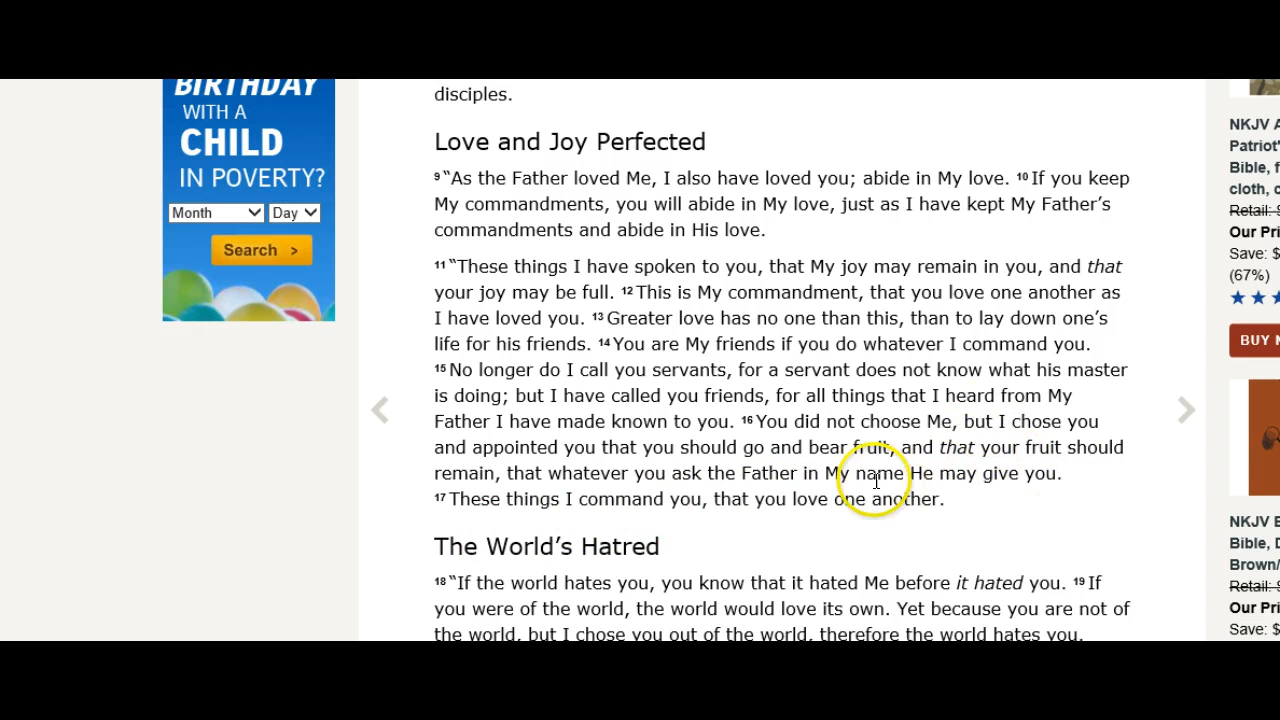 BIRTHDAY
WITH A
CHILD
IN POVERTY?
Month
Day
Search >
disciples.
Love and Joy Perfected
9 “As the Father loved Me, I also have loved you; abide in My love. 10 If you keep
My commandments, you will abide in My love, just as I have kept My Father’s
commandments and abide in His love.
11 “These things I have spoken to you, that My joy may remain in you, and that
your joy may be full. 12 This is My commandment, that you love one another as
I have loved you. 13 Greater love has no one than this, than to lay down one’s
life for his friends. 14 You are My friends if you do whatever I command you.
15 No longer do I call you servants, for a servant does not know what his master
is doing; but I have called you friends, for all things that I heard from My
Father I have made known to you. 16 You did not choose Me, but I chose you
and appointed you that you should go and bear fruit, and that your fruit should
remain, that whatever you ask the Father in My name He may give you.
17 These things I command you, that you love one another.
The World’s Hatred
18 “If the world hates you, you know that it hated Me before it hated you. 19 If
you were of the world, the world would love its own. Yet because you are not of
the world, but I chose you out of the world, therefore the world hates you.
NKJV A
Patriot'
Bible, f
cloth, c
Retail: $
Our Pri
Save: $
(67%)
BUY
NKJV B
Bible, D
Brown/
Retail: $
Our Pri
Save: $